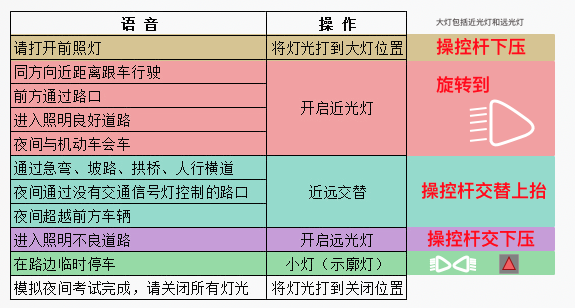 语音 操作 大灯包括近光灯和远光灯
请打开前照灯 将灯光打到大灯位置 操控杆下压
同方向近距离跟车行驶
前方通过路口
进入照明良好道路
夜间与机动车会车
开启近光灯 旋转到
通过急弯、坡路、拱桥、人行横道
夜间通过没有交通信号灯控制的路口
夜间超越前方车辆
近远交替 操控杆交替上抬
进入照明不良道路 开启远光灯 操控杆交下压
在路边临时停车 小灯（示廓灯）
模拟夜间考试完成，请关闭所有灯光 将灯光打到关闭位置